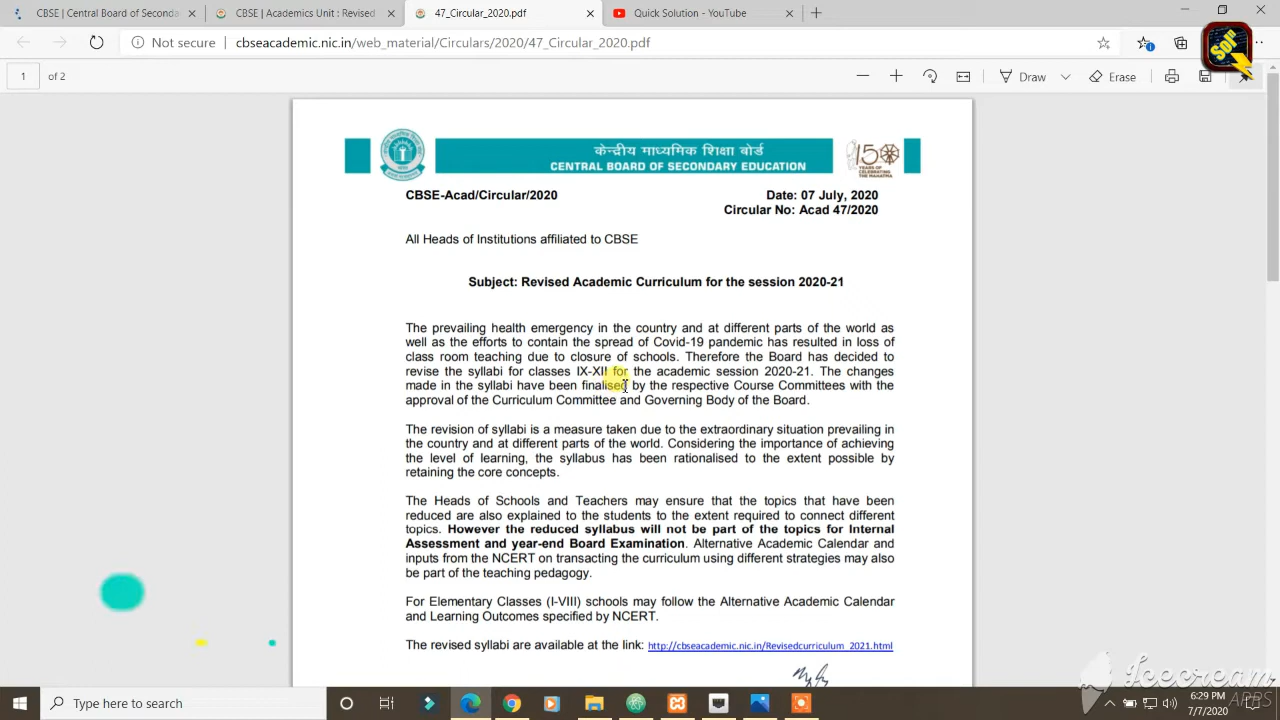 CBSE | Central Board of Seconda
CBSE | Academics Unit : Revised
47_Circular_2020.pdf
Quick Solution - YouTube
Not secure
cbseacademic.nic.in/web_material/Circulars/2020/47_Circular_2020.pdf
1 of 2
Draw
Erase
केन्द्रीय माध्यमिक शिक्षा बोर्ड
CENTRAL BOARD OF SECONDARY EDUCATION
150
YEARS OF
CELEBRATING
THE MAHATMA
CBSE-Acad/Circular/2020
Date: 07 July, 2020
Circular No: Acad 47/2020
All Heads of Institutions affiliated to CBSE
Subject: Revised Academic Curriculum for the session 2020-21
The prevailing health emergency in the country and at different parts of the world as
well as the efforts to contain the spread of Covid-19 pandemic has resulted in loss of
class room teaching due to closure of schools. Therefore the Board has decided to
revise the syllabi for classes IX-XII for the academic session 2020-21. The changes
made in the syllabi have been finalised by the respective Course Committees with the
approval of the Curriculum Committee and Governing Body of the Board.
The revision of syllabi is a measure taken due to the extraordinary situation prevailing in
the country and at different parts of the world. Considering the importance of achieving
the level of learning, the syllabus has been rationalised to the extent possible by
retaining the core concepts.
The Heads of Schools and Teachers may ensure that the topics that have been
reduced are also explained to the students to the extent required to connect different
topics. However the reduced syllabus will not be part of the topics for Internal
Assessment and year-end Board Examination. Alternative Academic Calendar and
inputs from the NCERT on transacting the curriculum using different strategies may also
be part of the teaching pedagogy.
For Elementary Classes (I-VIII) schools may follow the Alternative Academic Calendar
and Learning Outcomes specified by NCERT.
The revised syllabi are available at the link: http://cbseacademic.nic.in/Revisedcurriculum_2021.html
Icecream
APPS
Type here to search
6:29 PM
7/7/2020